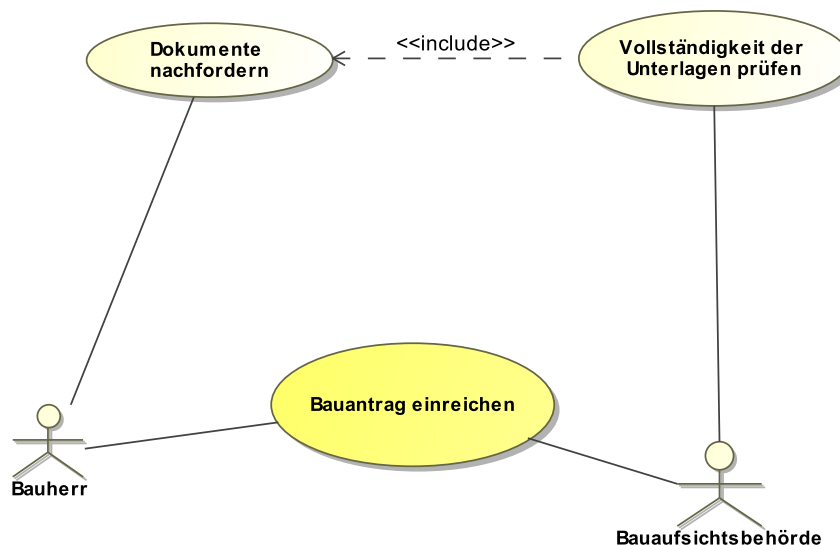 Dokumente
nachfordern
<<include>>
Vollständigkeit der
Unterlagen prüfen
Bauantrag einreichen
Bauherr
Bauaufsichtsbehörde